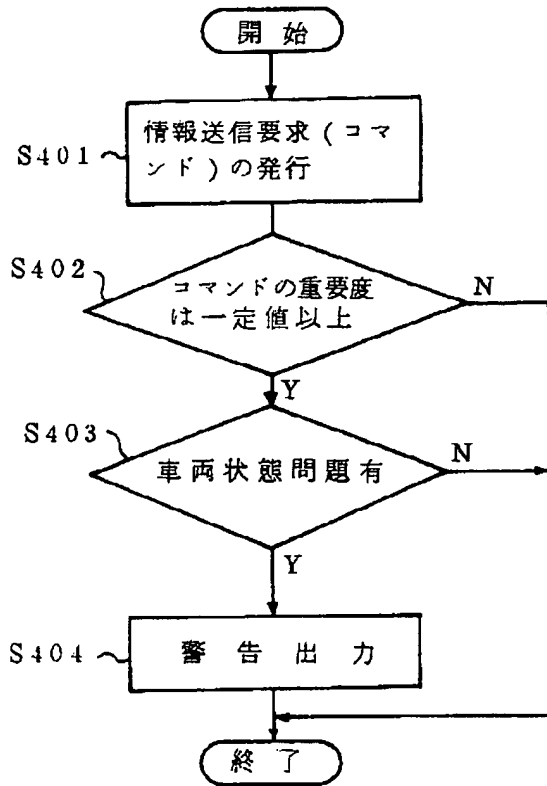 開始
S401
情報送信要求(コマ
ンド)の発行
S402
コマンドの重要度
は一定値以上
N
Y
S403
車両状態問題有
N
Y
S404
警告出力
終了